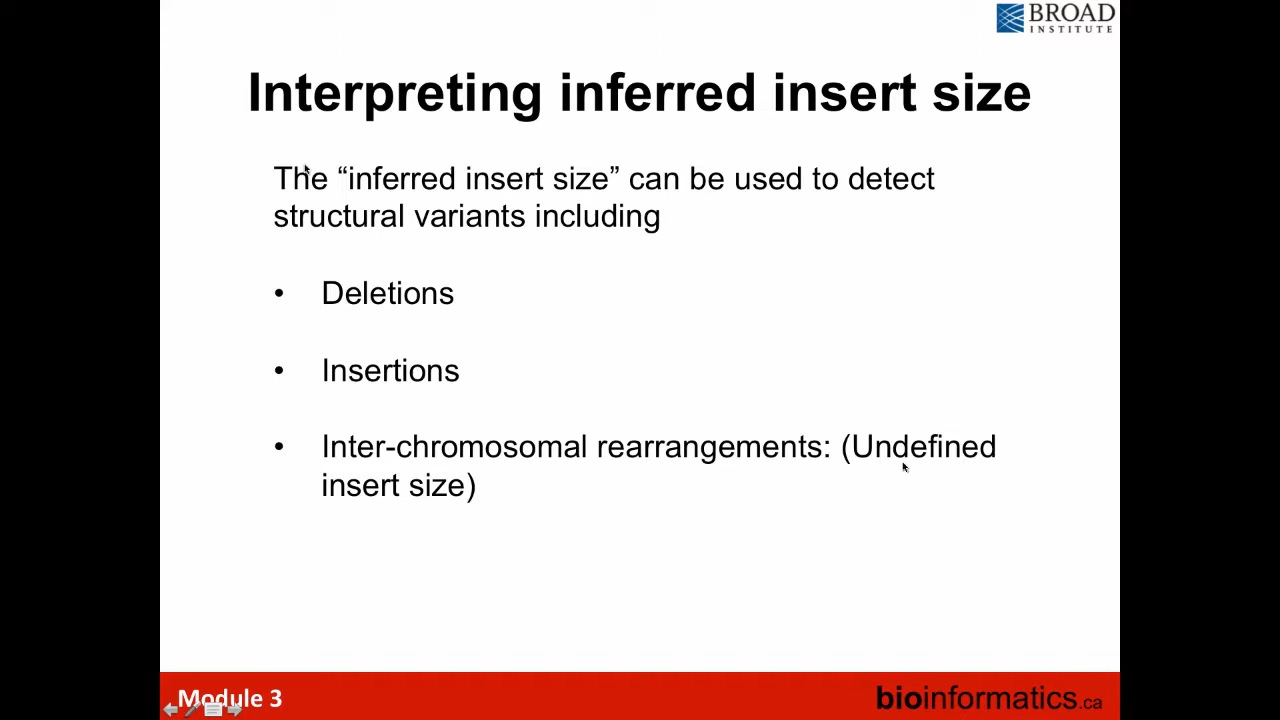 BROAD
INSTITUTE
Interpreting inferred insert size
The “inferred insert size” can be used to detect
structural variants including
• Deletions
• Insertions
• Inter-chromosomal rearrangements: (Undefined
insert size)
Module 3
bioinformatics.ca